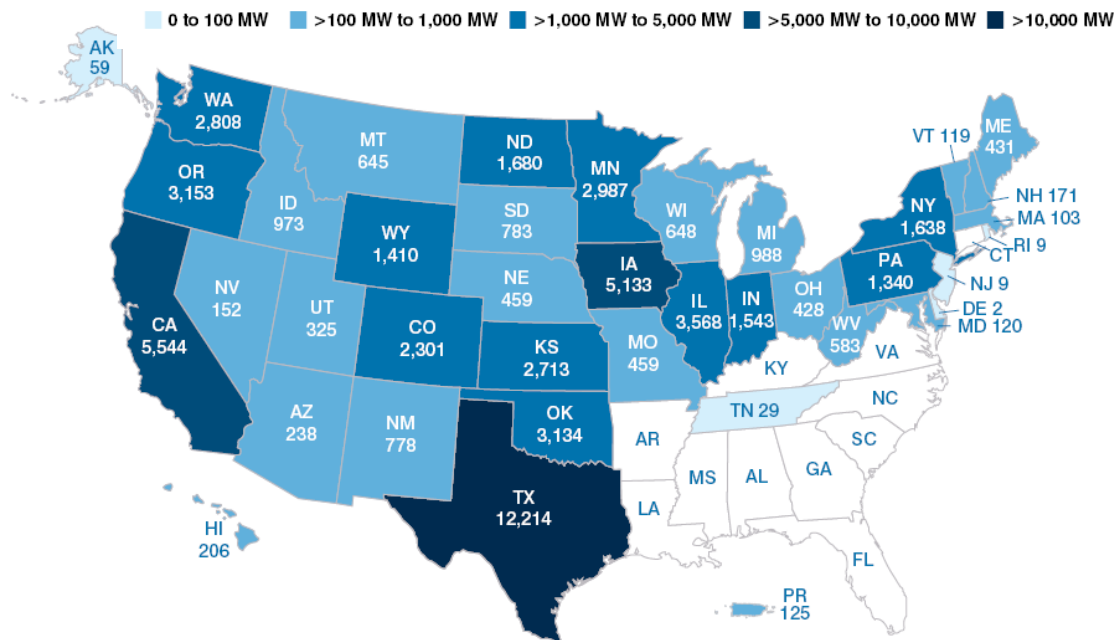 0 to 100 MW >100 MW to 1,000 MW >1,000 MW to 5,000 MW >5,000 MW to 10,000 MW >10,000 MW
AK
59
WA
2,808
OR
3,153
CA
5,544
ID
973
NV
152
MT
645
WY
1,410
UT
325
CO
2,301
AZ
238
NM
778
ND
1,680
SD
783
NE
459
KS
2,713
OK
3,134
TX
12,214
MN
2,987
IA
5,133
MO
459
AR
LA
WI
648
IL
3,568
MI
988
IN
1,543
OH
428
KY
TN 29
MS
AL
GA
FL
SC
NC
VA
WV
583
PA
1,340
NY
1,638
VT 119
ME
431
NH 171
MA 103
RI 9
CT
NJ 9
DE 2
MD 120
HI
206
PR
125